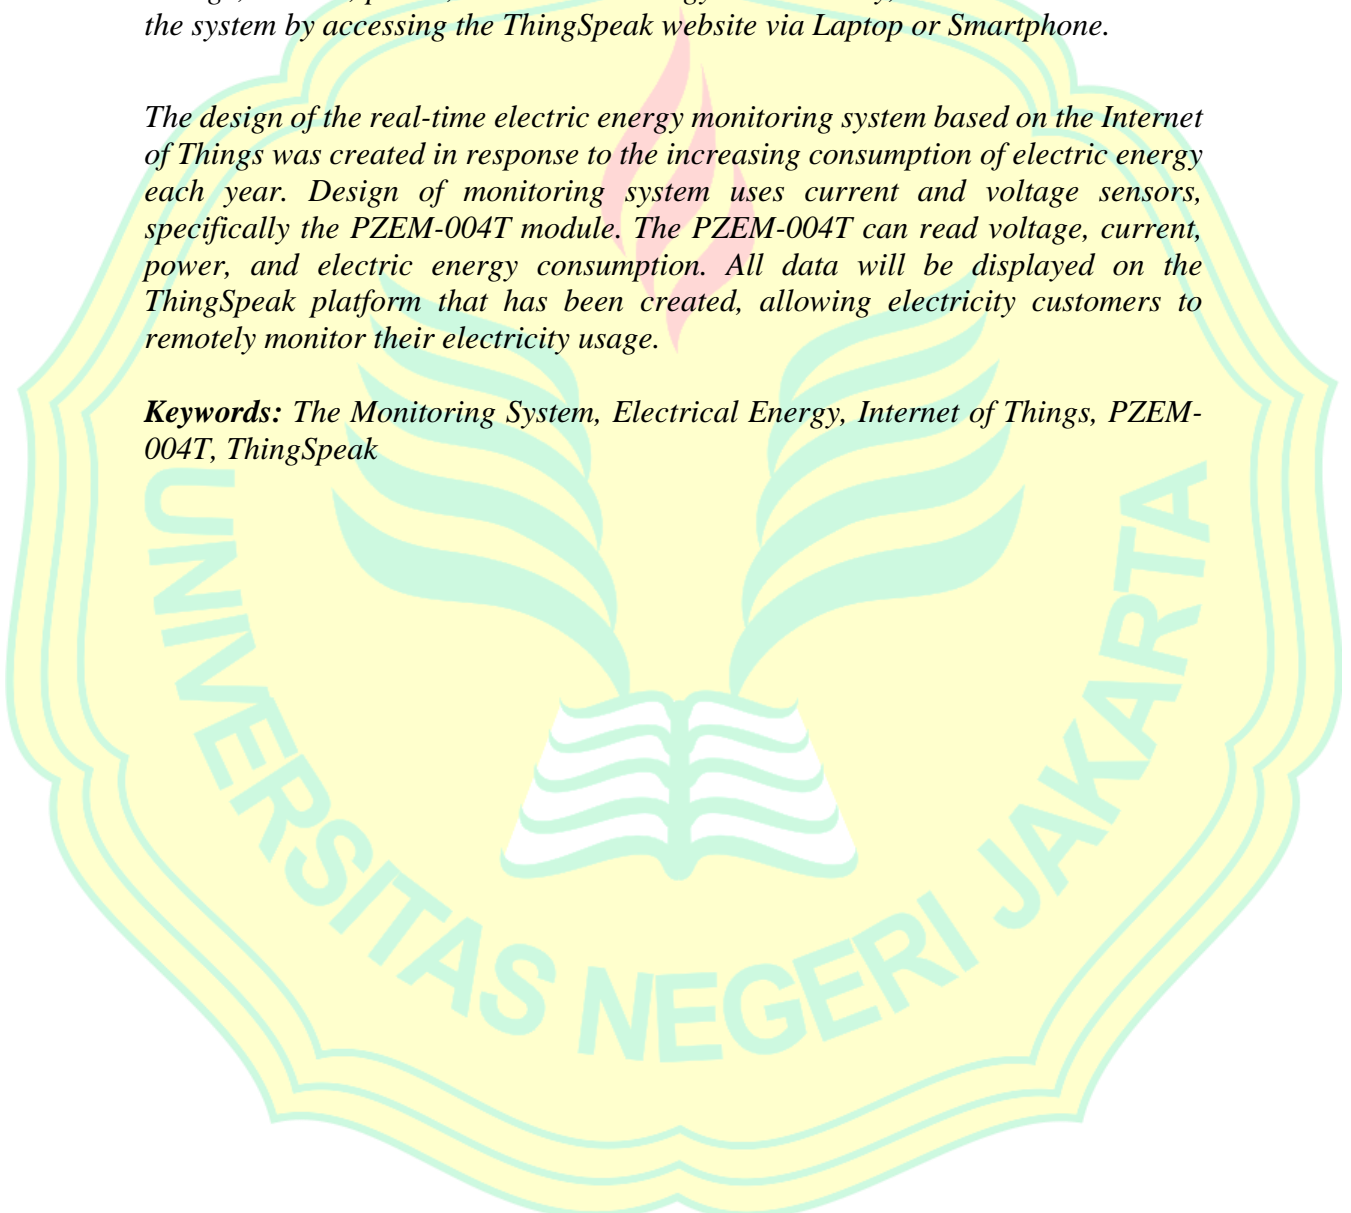 the system by accessing the ThingSpeak website via Laptop or Smartphone.
The design of the real-time electric energy monitoring system based on the Internet
of Things was created in response to the increasing consumption of electric energy
each year. Design of monitoring system uses current and voltage sensors,
specifically the PZEM-004T module. The PZEM-004T can read voltage, current,
power, and electric energy consumption. All data will be displayed on the
ThingSpeak platform that has been created, allowing electricity customers to
remotely monitor their electricity usage.
Keywords: The Monitoring System, Electrical Energy, Internet of Things, PZEM-
004T, ThingSpeak
UNIVERSITAS NEGERI JAKARTA